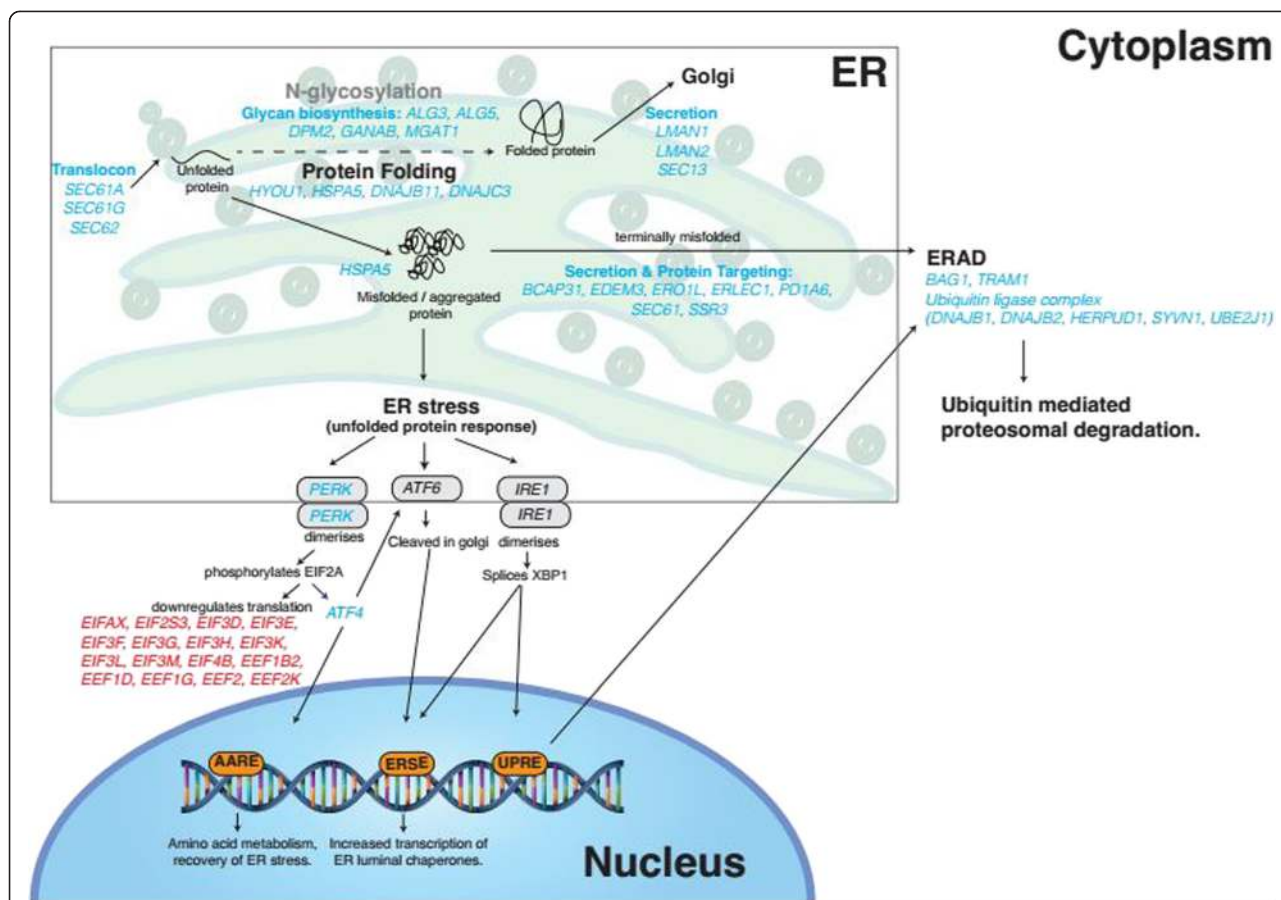 Cytoplasm
ER
Golgi
N-glycosylation
Glycan biosynthesis: ALG3, ALG5,
DPM2, GANAB, MGAT1
Secretion
LMAN1
LMAN2
SEC13
Folded protein
Translocon
SEC61A
SEC61G
SEC62
Unfolded
protein
Protein Folding
HYOU1, HSPA5, DNAJB11, DNAJC3
terminally misfolded
HSPA5
Misfolded / aggregated
protein
Secretion & Protein Targeting:
BCAP31, EDEM3, ERO1L, ERLEC1, PD1A6,
SEC61, SSR3
ERAD
BAG1, TRAM1
Ubiquitin ligase complex
(DNAJB1, DNAJB2, HERPUD1, SYVN1, UBE2J1)
Ubiquitin mediated
proteosomal degradation.
ER stress
(unfolded protein response)
PERK
ATF6
IRE1
PERK
IRE1
dimerises
Cleaved in golgi
dimerises
phosphorylates EIF2A
Splices XBP1
downregulates translation
ATF4
EIFAX, EIF2S3, EIF3D, EIF3E,
EIF3F, EIF3G, EIF3H, EIF3K,
EIF3L, EIF3M, EIF4B, EEF1B2,
EEF1D, EEF1G, EEF2, EEF2K
AARE
ERSE
UPRE
Amino acid metabolism,
recovery of ER stress.
Increased transcription of
ER luminal chaperones.
Nucleus